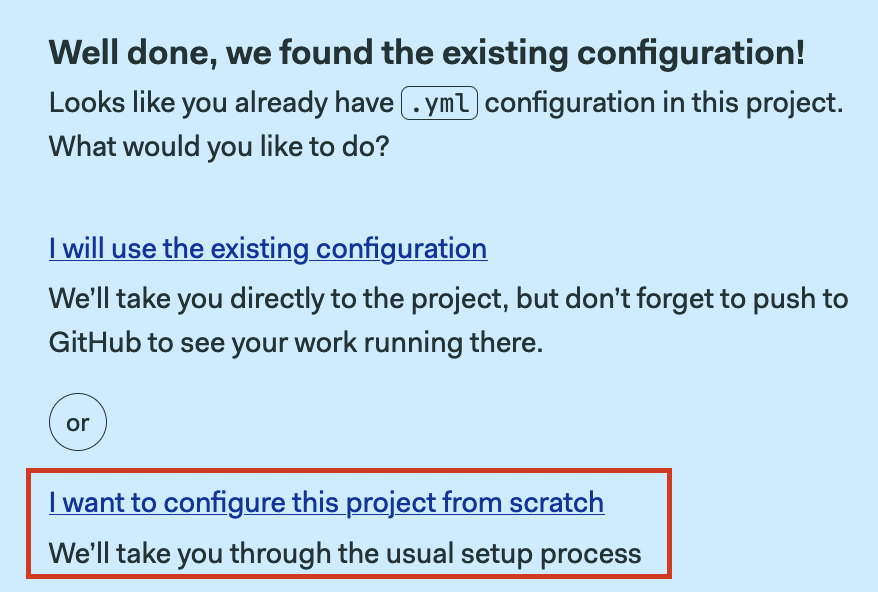 Well done, we found the existing configuration!
Looks like you already have .yml configuration in this project.
What would you like to do?
I will use the existing configuration
We’ll take you directly to the project, but don’t forget to push to
GitHub to see your work running there.
or
I want to configure this project from scratch
We’ll take you through the usual setup process